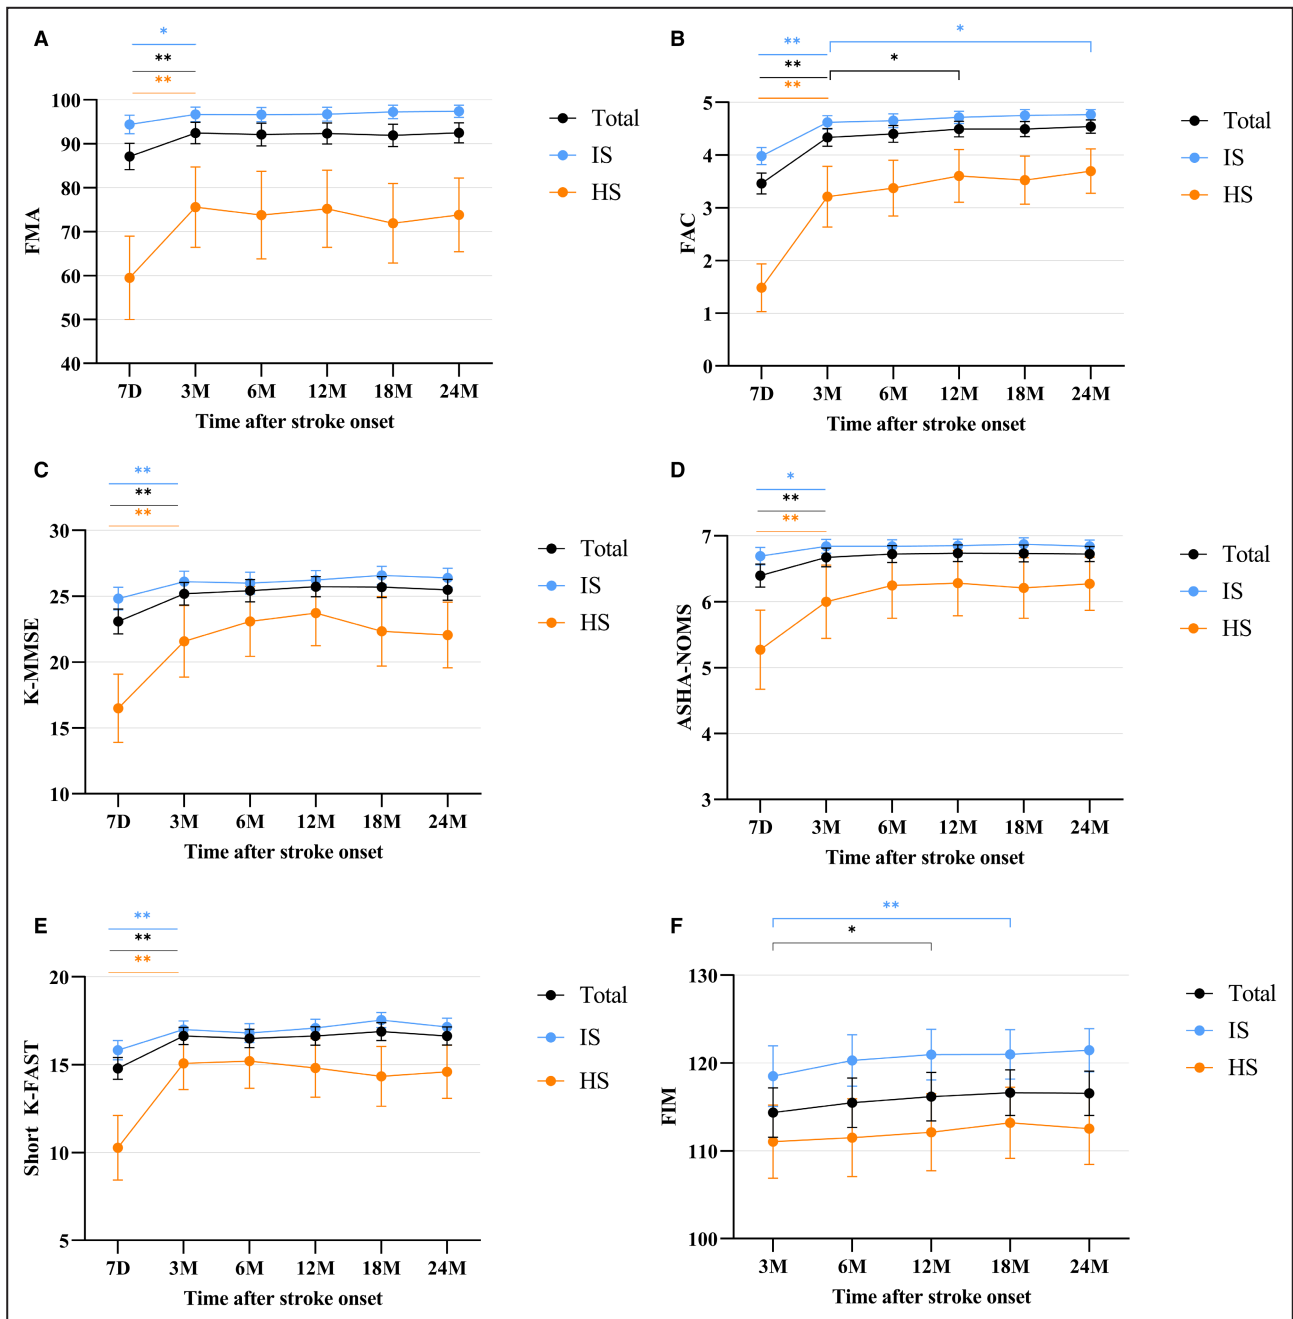 A
*
**
**
100
90
80
70
60
50
40
FMA
7D 3M 6M 12M 18M 24M
Time after stroke onset
Total
IS
HS
B
**
*
**
*
**
5
4
3
2
1
0
FAC
7D 3M 6M 12M 18M 24M
Time after stroke onset
Total
IS
HS
C
**
**
**
30
25
20
15
10
K-MMSE
7D 3M 6M 12M 18M 24M
Time after stroke onset
Total
IS
HS
D
*
**
**
7
6
5
4
3
ASHA-NOMS
7D 3M 6M 12M 18M 24M
Time after stroke onset
Total
IS
HS
E
**
**
**
20
15
10
5
Short K-FAST
7D 3M 6M 12M 18M 24M
Time after stroke onset
Total
IS
HS
F
**
*
130
120
110
100
FIM
3M 6M 12M 18M 24M
Time after stroke onset
Total
IS
HS